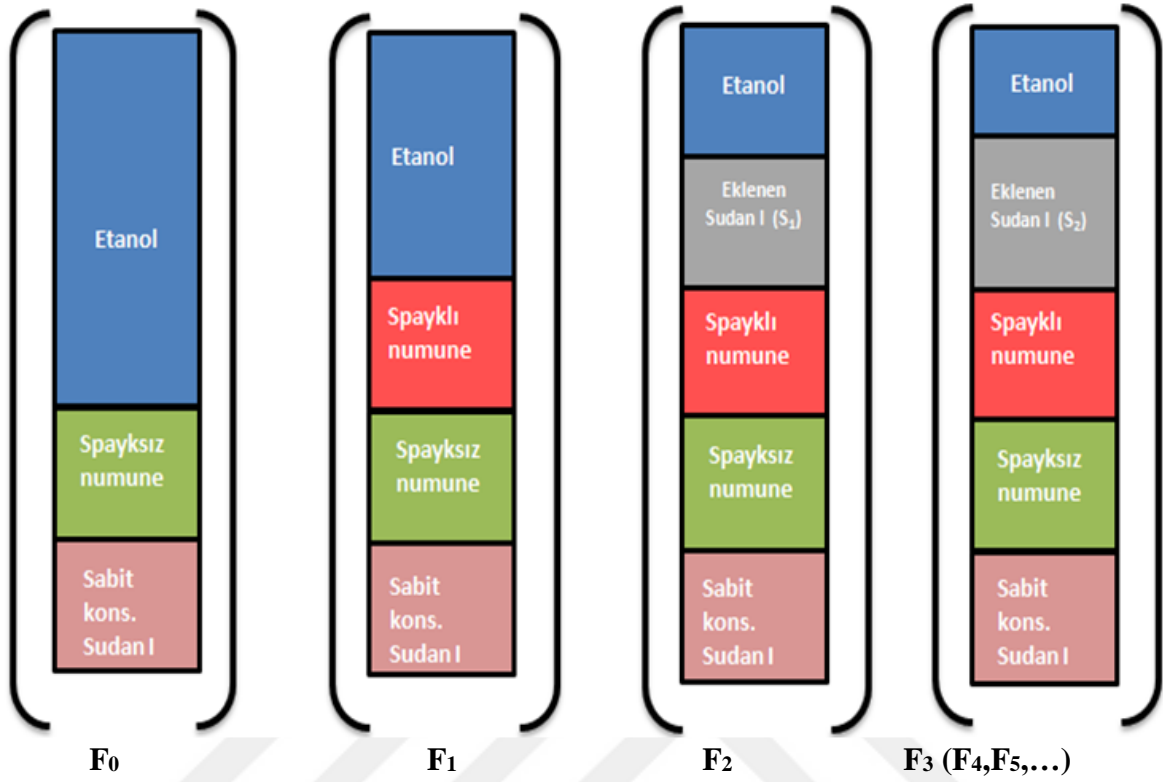 Etanol
Spayksız
numune
Sabit
kons.
Sudan I
F0
Etanol
Spayklı
numune
Spayksız
numune
Sabit
kons.
Sudan I
F1
Etanol
Eklenen
Sudan I (S1)
Spayklı
numune
Spayksız
numune
Sabit
kons.
Sudan I
F2
Etanol
Eklenen
Sudan I (S2)
Spayklı
numune
Spayksız
numune
Sabit
kons.
Sudan I
F3 (F4,F5,…)